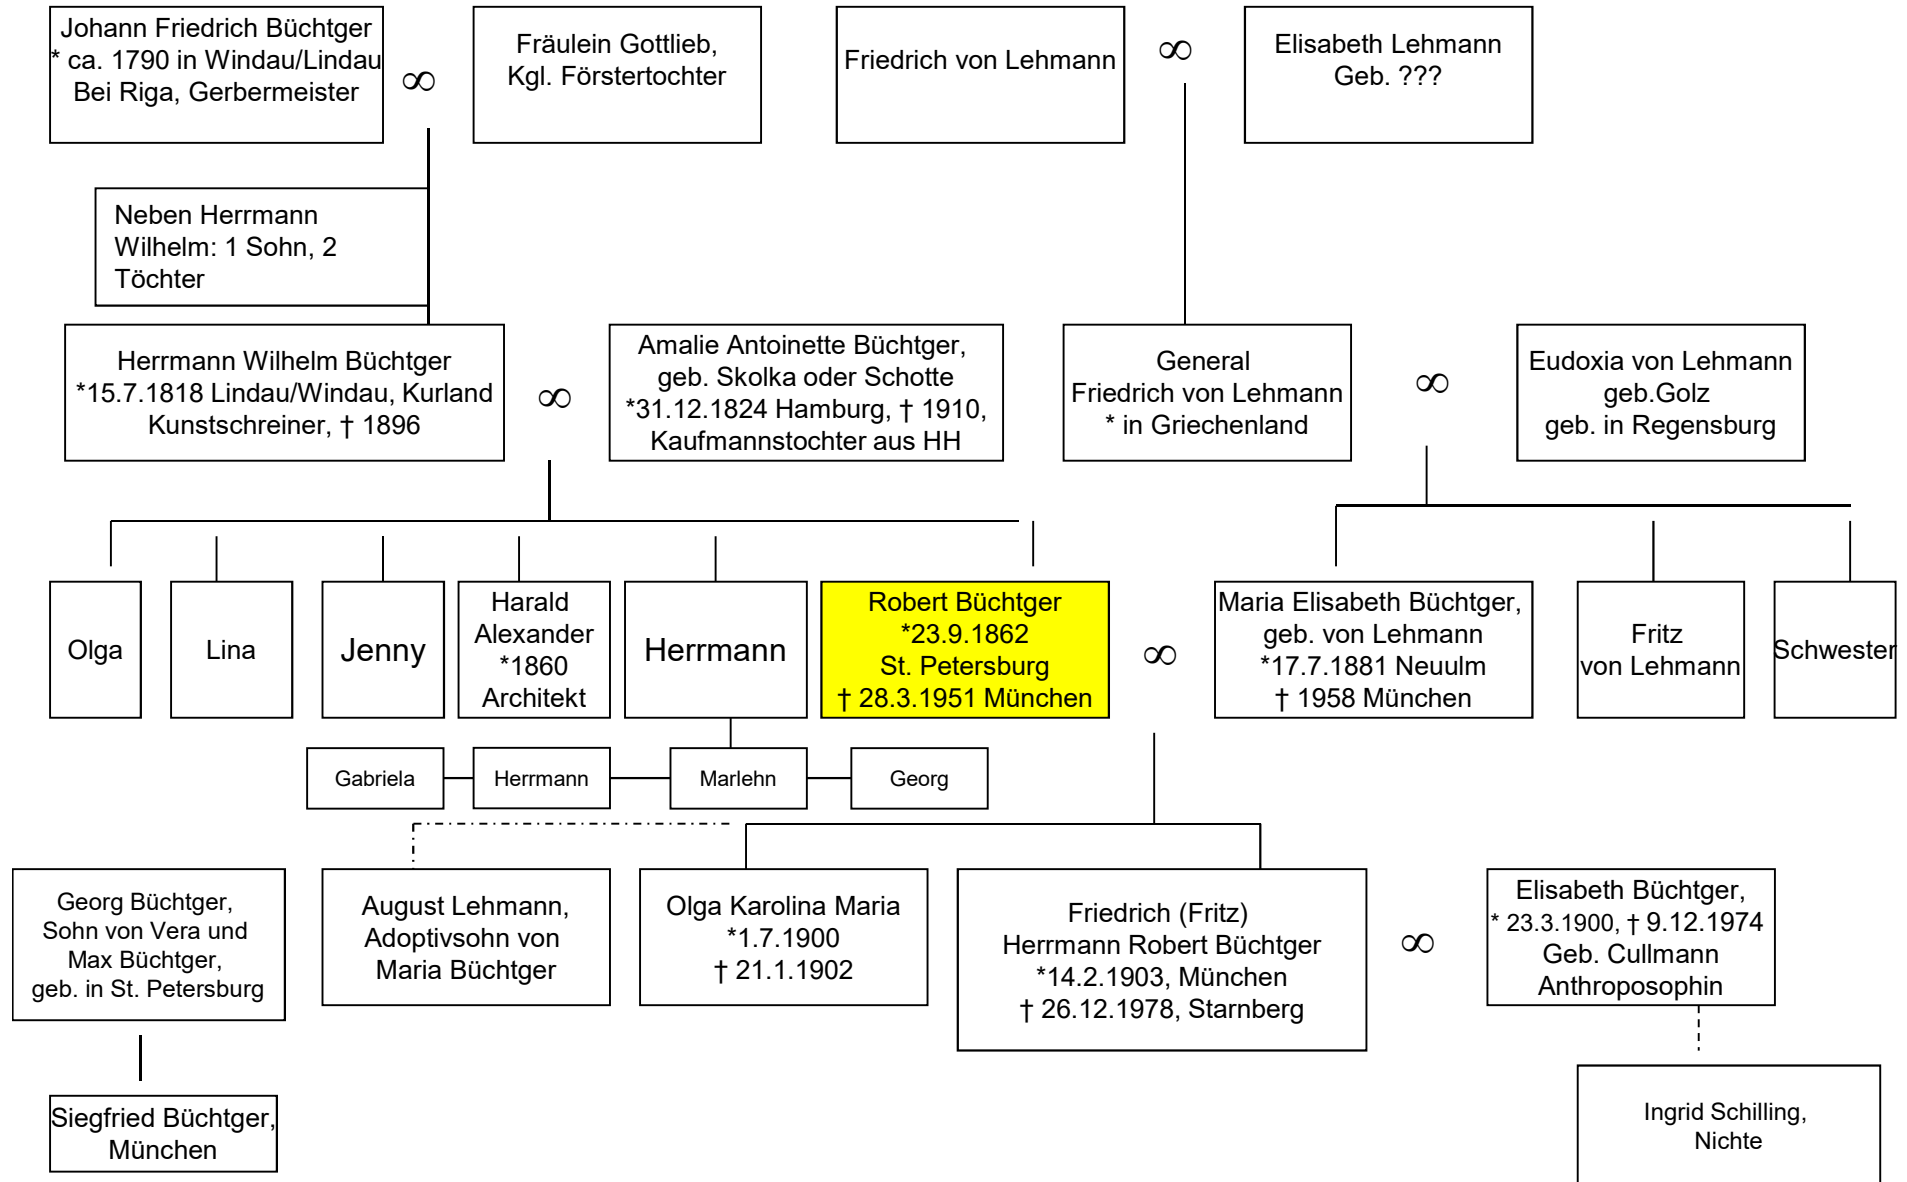 Johann Friedrich Büchtger
* ca. 1790 in Windau/Lindau
Bei Riga, Gerbermeister
∞
Fräulein Gottlieb,
Kgl. Förstertochter
Friedrich von Lehmann
∞
Elisabeth Lehmann
Geb. ???
Neben Herrmann
Wilhelm: 1 Sohn, 2
Töchter
Herrmann Wilhelm Büchtger
*15.7.1818 Lindau/Windau, Kurland
Kunstschreiner, † 1896
∞
Amalie Antoinette Büchtger,
geb. Skolka oder Schotte
*31.12.1824 Hamburg, † 1910,
Kaufmannstochter aus HH
General
Friedrich von Lehmann
* in Griechenland
∞
Eudoxia von Lehmann
geb.Golz
geb. in Regensburg
Olga
Lina
Jenny
Harald
Alexander
*1860
Architekt
Herrmann
Robert Büchtger
*23.9.1862
St. Petersburg
† 28.3.1951 München
∞
Maria Elisabeth Büchtger,
geb. von Lehmann
*17.7.1881 Neuulm
† 1958 München
Fritz
von Lehmann
Schwester
Gabriela
Herrmann
Marlehn
Georg
Georg Büchtger,
Sohn von Vera und
Max Büchtger,
geb. in St. Petersburg
August Lehmann,
Adoptivsohn von
Maria Büchtger
Olga Karolina Maria
*1.7.1900
† 21.1.1902
Friedrich (Fritz)
Herrmann Robert Büchtger
*14.2.1903, München
† 26.12.1978, Starnberg
∞
Elisabeth Büchtger,
* 23.3.1900, † 9.12.1974
Geb. Cullmann
Anthroposophin
Siegfried Büchtger,
München
Ingrid Schilling,
Nichte